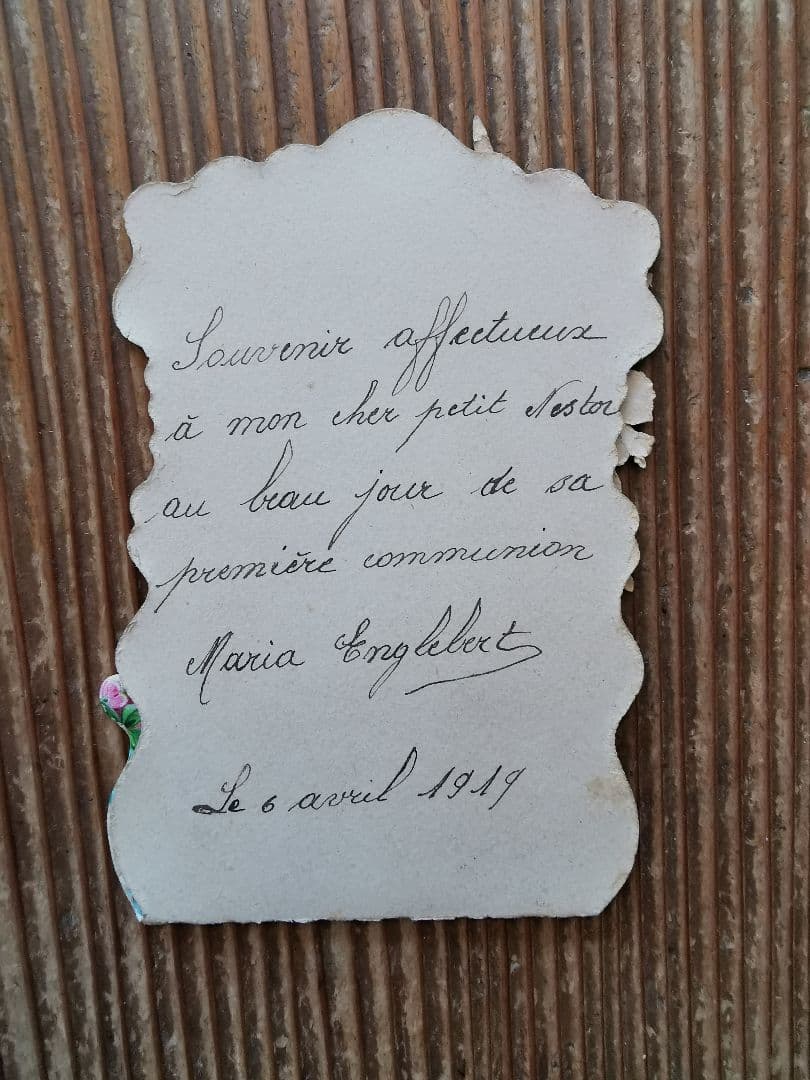 Souvenir affectueux
à mon cher petit Nestor
au beau jour de sa
première communion
Maria Englebert
Le 6 avril 1919